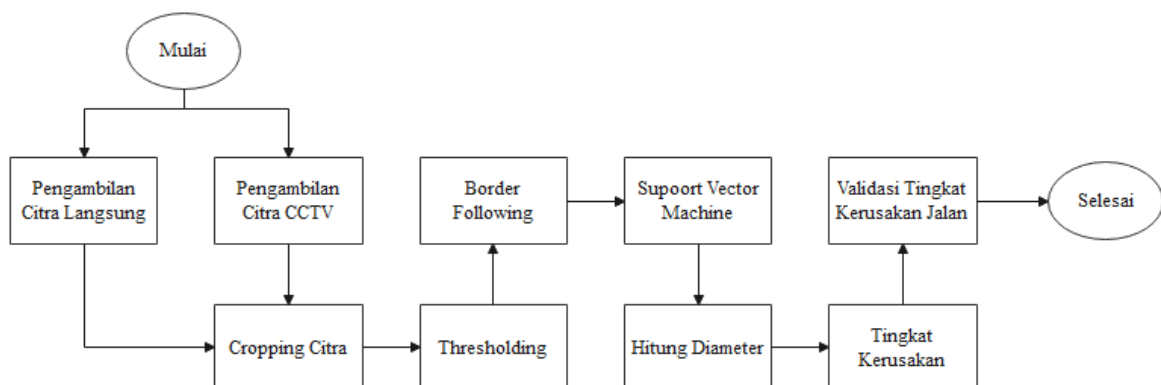 Mulai
Pengambilan
Citra Langsung
Pengambilan
Citra CCTV
Cropping Citra
Thresholding
Border
Following
Supoort Vector
Machine
Hitung Diameter
Tingkat
Kerusakan
Validasi Tingkat
Kerusakan Jalan
Selesai